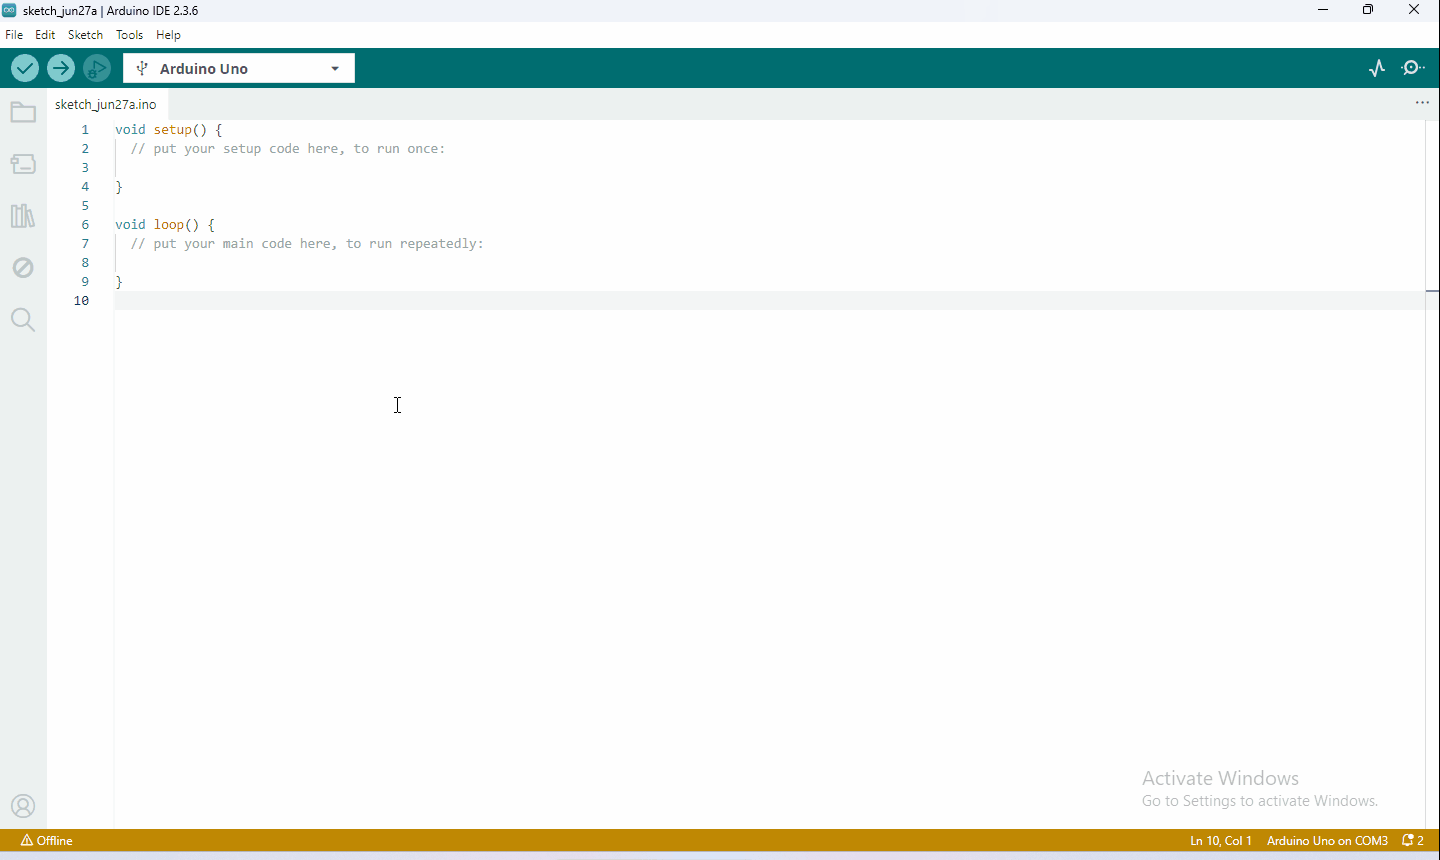 sketch_jun27a | Arduino IDE 2.3.6
File Edit Sketch Tools Help
Arduino Uno
sketch_jun27a.ino
1 void setup() {
2 // put your setup code here, to run once:
3
4 }
5
6 void loop() {
7 // put your main code here, to run repeatedly:
8
9 }
10
Activate Windows
Go to Settings to activate Windows.
Offline Ln 10, Col 1 Arduino Uno on COM3 2